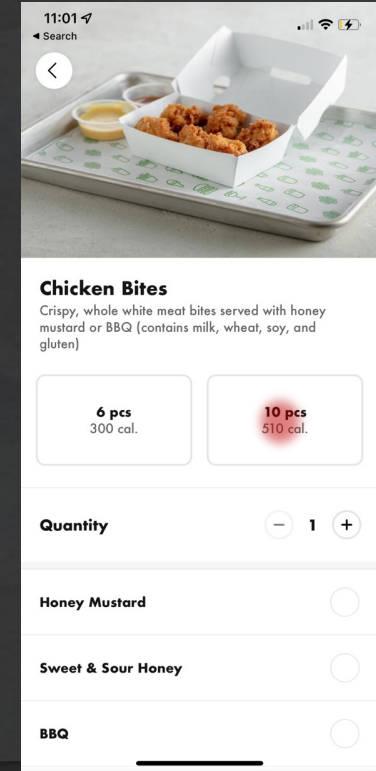 11:01
◀ Search
Chicken Bites
Crispy, whole white meat bites served with honey
mustard or BBQ (contains milk, wheat, soy, and
gluten)
6 pcs
300 cal.
10 pcs
510 cal.
Quantity
− 1 +
Honey Mustard
Sweet & Sour Honey
BBQ